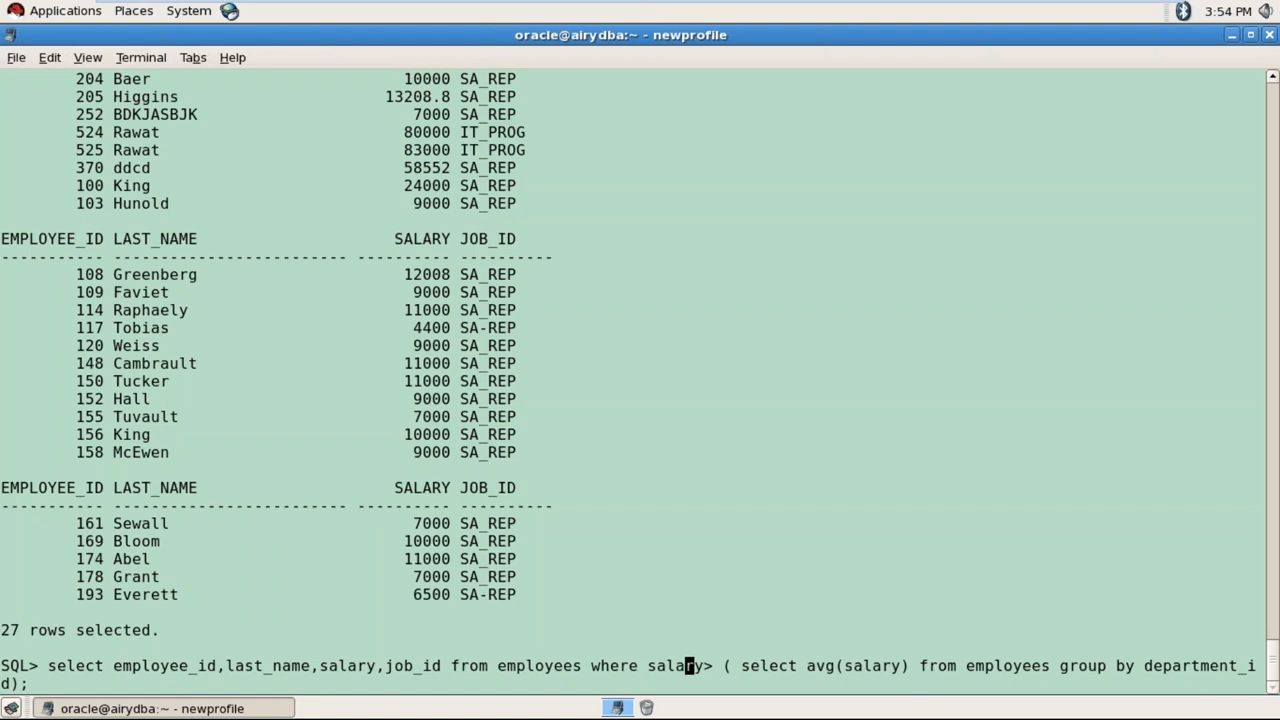 Applications Places System 3:54 PM
oracle@airydba:~ - newprofile
File Edit View Terminal Tabs Help
204 Baer 10000 SA_REP
205 Higgins 13208.8 SA_REP
252 BDKJASBJK 7000 SA_REP
524 Rawat 80000 IT_PROG
525 Rawat 83000 IT_PROG
370 ddcd 58552 SA_REP
100 King 24000 SA_REP
103 Hunold 9000 SA_REP
EMPLOYEE_ID LAST_NAME SALARY JOB_ID
----------- ------------------------- ---------- ----------
108 Greenberg 12008 SA_REP
109 Faviet 9000 SA_REP
114 Raphaely 11000 SA_REP
117 Tobias 4400 SA-REP
120 Weiss 9000 SA_REP
148 Cambrault 11000 SA_REP
150 Tucker 11000 SA_REP
152 Hall 9000 SA_REP
155 Tuvault 7000 SA_REP
156 King 10000 SA_REP
158 McEwen 9000 SA_REP
EMPLOYEE_ID LAST_NAME SALARY JOB_ID
----------- ------------------------- ---------- ----------
161 Sewall 7000 SA_REP
169 Bloom 10000 SA_REP
174 Abel 11000 SA_REP
178 Grant 7000 SA_REP
193 Everett 6500 SA-REP
27 rows selected.
SQL> select employee_id,last_name,salary,job_id from employees where salary> ( select avg(salary) from employees group by department_i
d);
oracle@airydba:~ - newprofile